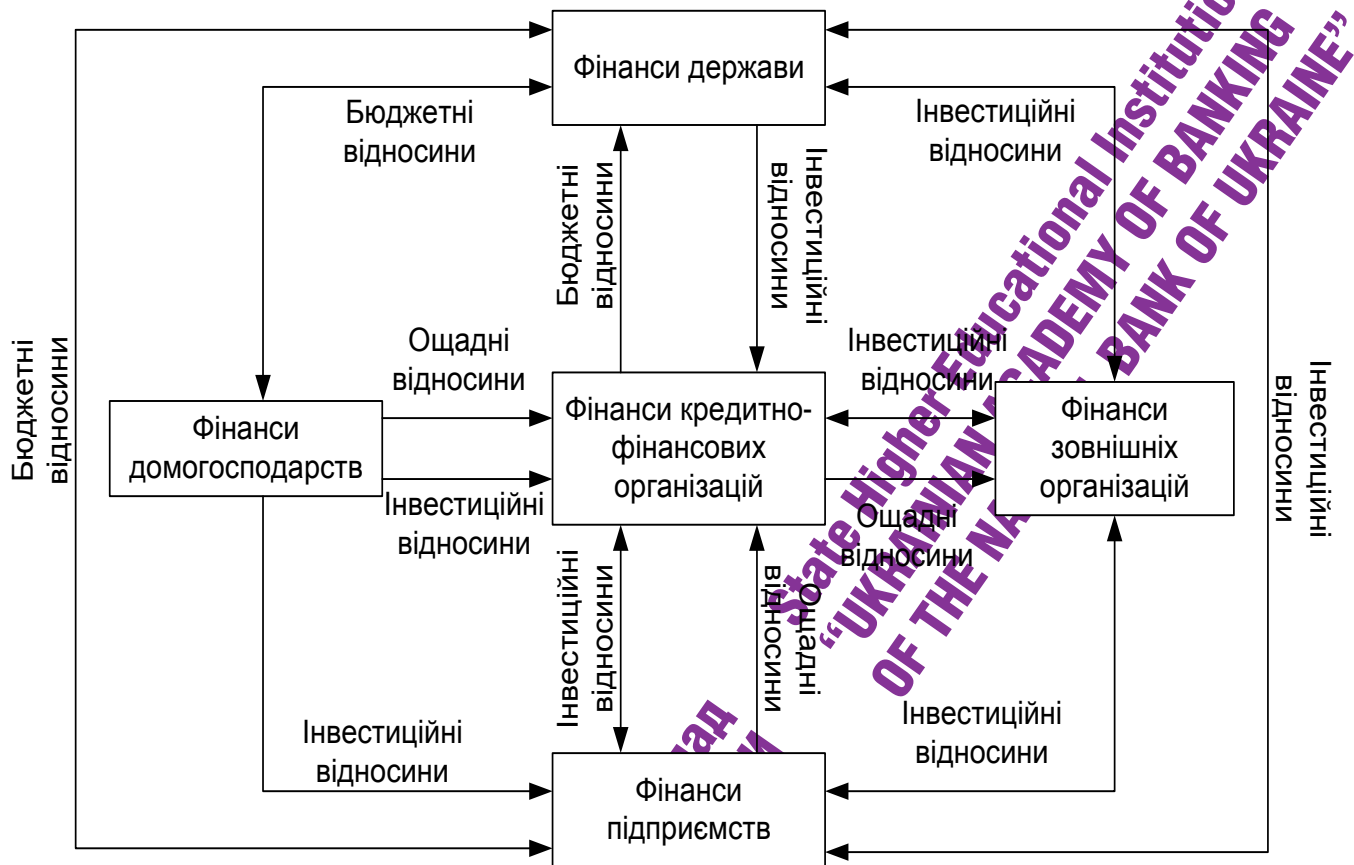 Фінанси держави
Бюджетні
відносини
Інвестиційні
відносини
Бюджетні
відносини
Інвестиційні
відносини
Бюджетні
відносини
Інвестиційні
відносини
Ощадні
відносини
Інвестиційні
відносини
Фінанси
домогосподарств
Фінанси кредитно-
фінансових
організацій
Фінанси
зовнішніх
організацій
Інвестиційні
відносини
Ощадні
відносини
Інвестиційні
відносини
Ощадні
відносини
Інвестиційні
відносини
Інвестиційні
відносини
Фінанси
підприємств
State Higher Educational Institution
“UKRAINIAN ACADEMY OF BANKING
OF THE BANK OF UKRAINE”